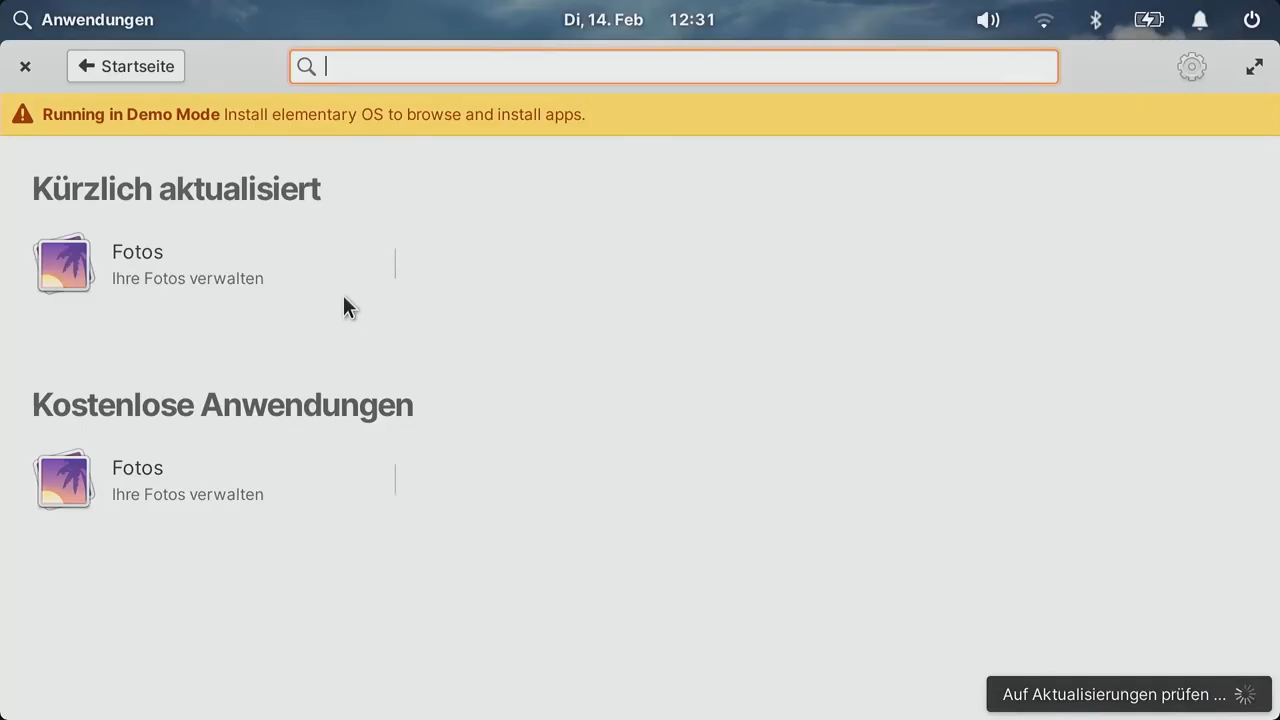 Anwendungen
Di, 14. Feb 12:31
Startseite
Running in Demo Mode Install elementary OS to browse and install apps.
Kürzlich aktualisiert
Fotos
Ihre Fotos verwalten
Kostenlose Anwendungen
Fotos
Ihre Fotos verwalten
Auf Aktualisierungen prüfen ...